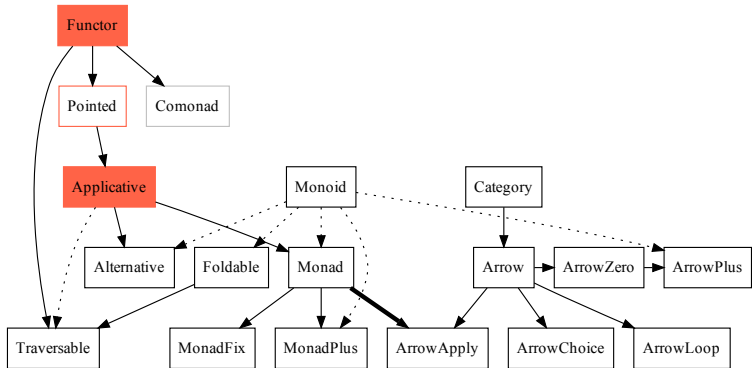 Functor
Pointed
Comonad
Applicative
Monoid
Category
Alternative
Foldable
Monad
Arrow
ArrowZero
ArrowPlus
Traversable
MonadFix
MonadPlus
ArrowApply
ArrowChoice
ArrowLoop